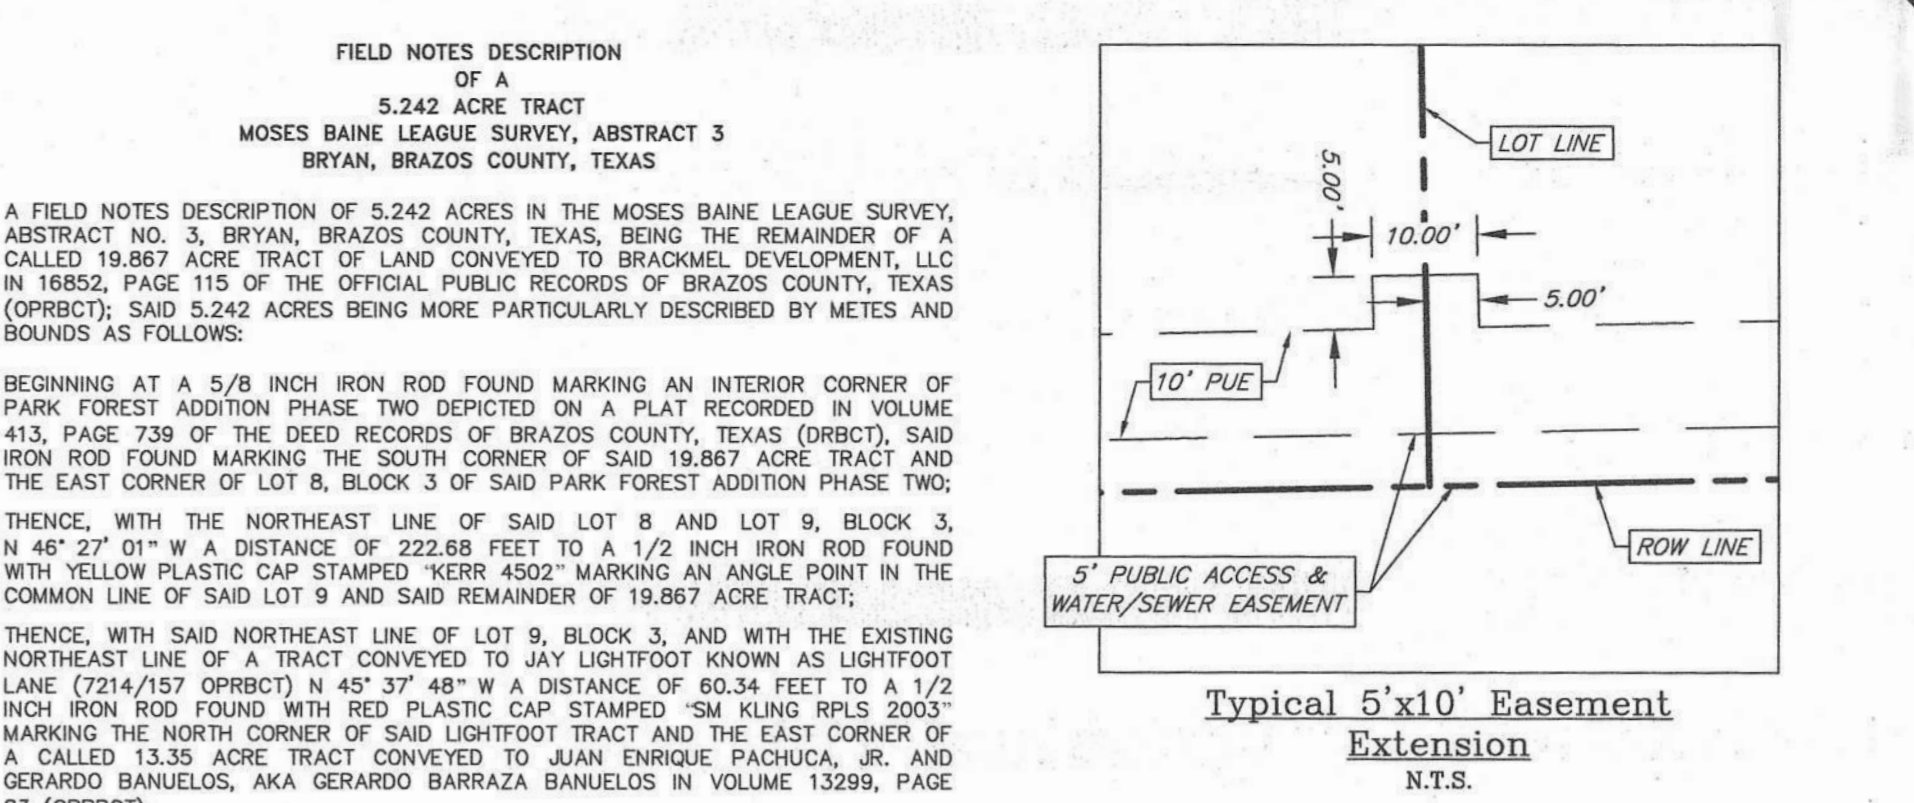 FIELD NOTES DESCRIPTION
OF A
5.242 ACRE TRACT
MOSES BAINE LEAGUE SURVEY, ABSTRACT 3
BRYAN, BRAZOS COUNTY, TEXAS
A FIELD NOTES DESCRIPTION OF 5.242 ACRES IN THE MOSES BAINE LEAGUE SURVEY,
ABSTRACT NO. 3, BRYAN, BRAZOS COUNTY, TEXAS, BEING THE REMAINDER OF A
CALLED 19.867 ACRE TRACT OF LAND CONVEYED TO BRACKMEL DEVELOPMENT, LLC
IN 16852, PAGE 115 OF THE OFFICIAL PUBLIC RECORDS OF BRAZOS COUNTY, TEXAS
(OPRBCT); SAID 5.242 ACRES BEING MORE PARTICULARLY DESCRIBED BY METES AND
BOUNDS AS FOLLOWS:
BEGINNING AT A 5/8 INCH IRON ROD FOUND MARKING AN INTERIOR CORNER OF
PARK FOREST ADDITION PHASE TWO DEPICTED ON A PLAT RECORDED IN VOLUME
413, PAGE 739 OF THE DEED RECORDS OF BRAZOS COUNTY, TEXAS (DRBCT), SAID
IRON ROD FOUND MARKING THE SOUTH CORNER OF SAID 19.867 ACRE TRACT AND
THE EAST CORNER OF LOT 8, BLOCK 3 OF SAID PARK FOREST ADDITION PHASE TWO;
THENCE, WITH THE NORTHEAST LINE OF SAID LOT 8 AND LOT 9, BLOCK 3,
N 46° 27' 01" W A DISTANCE OF 222.68 FEET TO A 1/2 INCH IRON ROD FOUND
WITH YELLOW PLASTIC CAP STAMPED "KERR 4502" MARKING AN ANGLE POINT IN THE
COMMON LINE OF SAID LOT 9 AND SAID REMAINDER OF 19.867 ACRE TRACT;
THENCE, WITH SAID NORTHEAST LINE OF LOT 9, BLOCK 3, AND WITH THE EXISTING
NORTHEAST LINE OF A TRACT CONVEYED TO JAY LIGHTFOOT KNOWN AS LIGHTFOOT
LANE (7214/157 OPRBCT) N 45° 37' 48" W A DISTANCE OF 60.34 FEET TO A 1/2
INCH IRON ROD FOUND WITH RED PLASTIC CAP STAMPED "SM KLING RPLS 2003"
MARKING THE NORTH CORNER OF SAID LIGHTFOOT TRACT AND THE EAST CORNER OF
A CALLED 13.35 ACRE TRACT CONVEYED TO JUAN ENRIQUE PACHUCA, JR. AND
GERARDO BANUELOS, AKA GERARDO BARRAZA BANUELOS IN VOLUME 13299, PAGE
LOT LINE
5.00'
10.00'
5.00'
10' PUE
ROW LINE
5' PUBLIC ACCESS &
WATER/SEWER EASEMENT
Typical 5'x10' Easement
Extension
N.T.S.